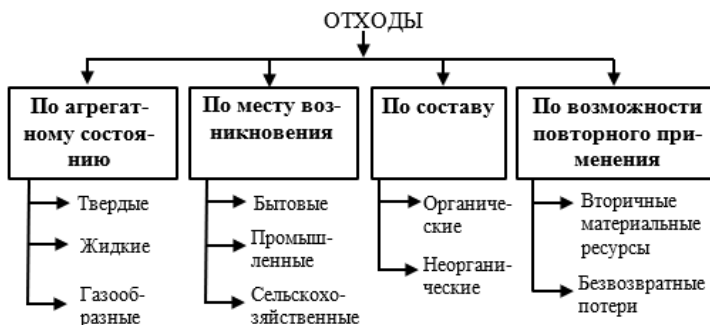 ОТХОДЫ
По агрегат-
ному состоя-
нию
Твердые
Жидкие
Газооб-
разные
По месту воз-
никновения
Бытовые
Промыш-
ленные
Сельскохо-
зяйственные
По составу
Органиче-
ские
Неоргани-
ческие
По возможности
повторного при-
менения
Вторичные
материальные
ресурсы
Безвозвратные
потери